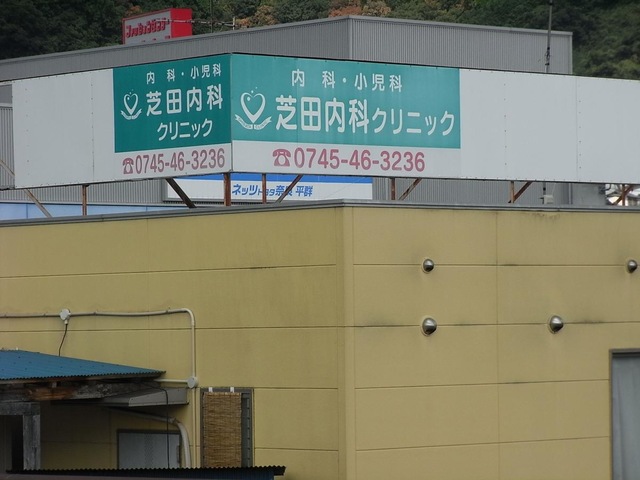 内科・小児科
芝田内科
クリニック
☎0745-46-3236
内科・小児科
芝田内科クリニック
☎0745-46-3236
ネッツトヨタ奈良 平群